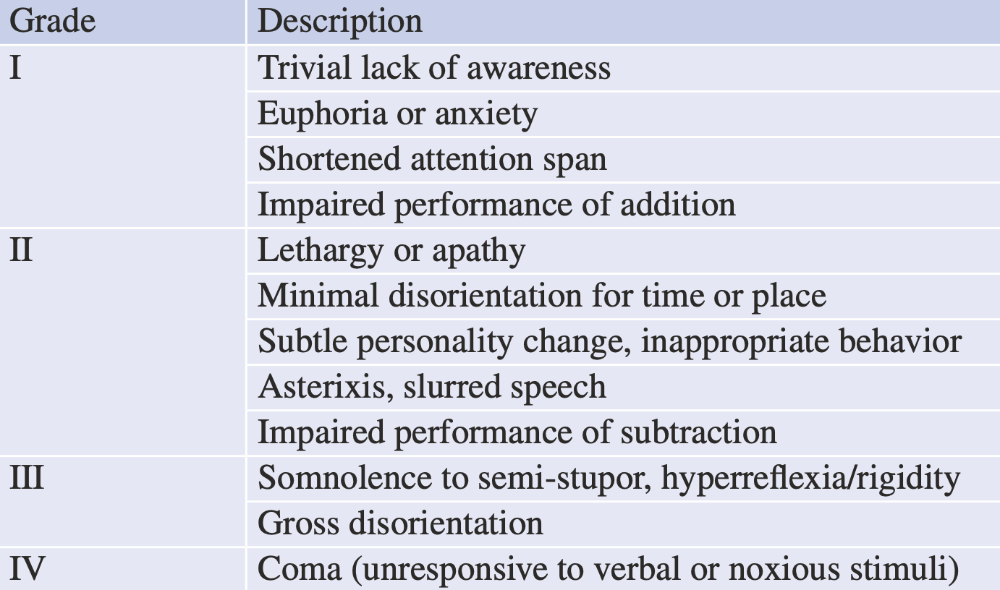 Grade Description
I Trivial lack of awareness
Euphoria or anxiety
Shortened attention span
Impaired performance of addition
II Lethargy or apathy
Minimal disorientation for time or place
Subtle personality change, inappropriate behavior
Asterixis, slurred speech
Impaired performance of subtraction
III Somnolence to semi-stupor, hyperreflexia/rigidity
Gross disorientation
IV Coma (unresponsive to verbal or noxious stimuli)